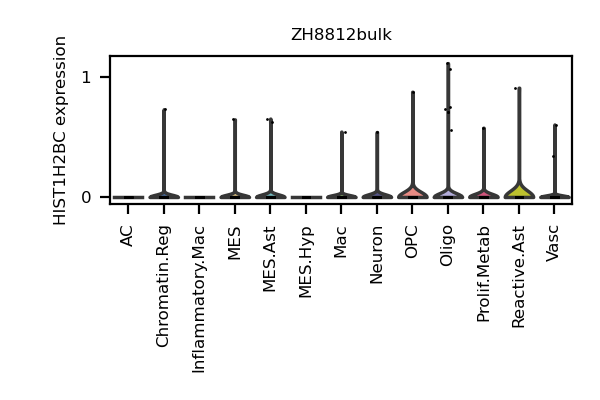 ZH8812bulk
HIST1H2BC expression
1
0
AC
Chromatin.Reg
Inflammatory.Mac
MES
MES.Ast
MES.Hyp
Mac
Neuron
OPC
Oligo
Prolif.Metab
Reactive.Ast
Vasc